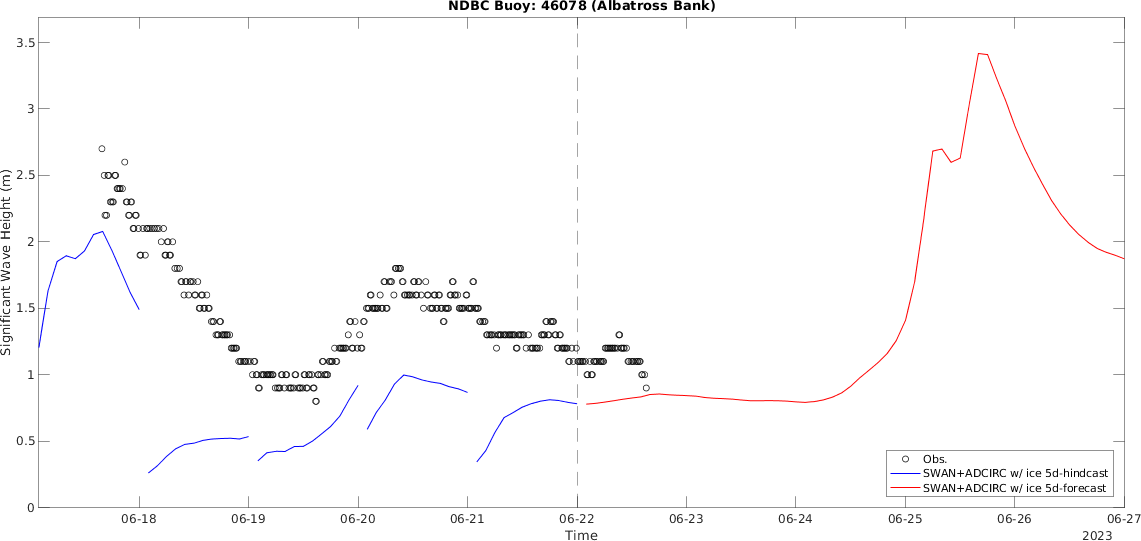 NDBC Buoy: 46078 (Albatross Bank)
Significant Wave Height (m)
3.5
3
2.5
2
1.5
1
0.5
0
Obs.
SWAN+ADCIRC w/ ice 5d-hindcast
SWAN+ADCIRC w/ ice 5d-forecast
06-18 06-19 06-20 06-21 06-22 06-23 06-24 06-25 06-26 06-27
Time
2023